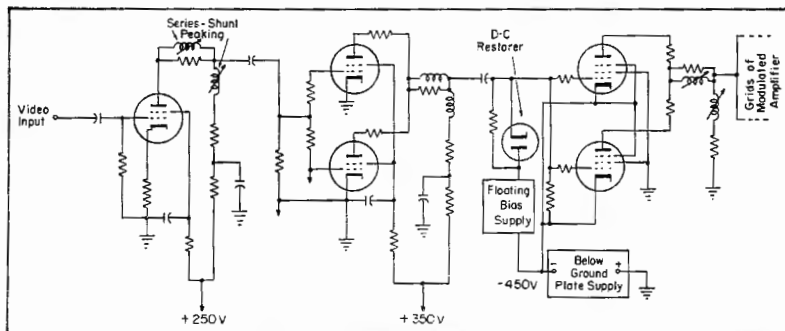 Series-Shunt
Peaking
D-C
Restorer
Video
Input
Grids of
Modulated
Amplifier
Floating
Bias
Supply
-450V
-
+
Below
Ground
Plate Supply
+250V
+350V